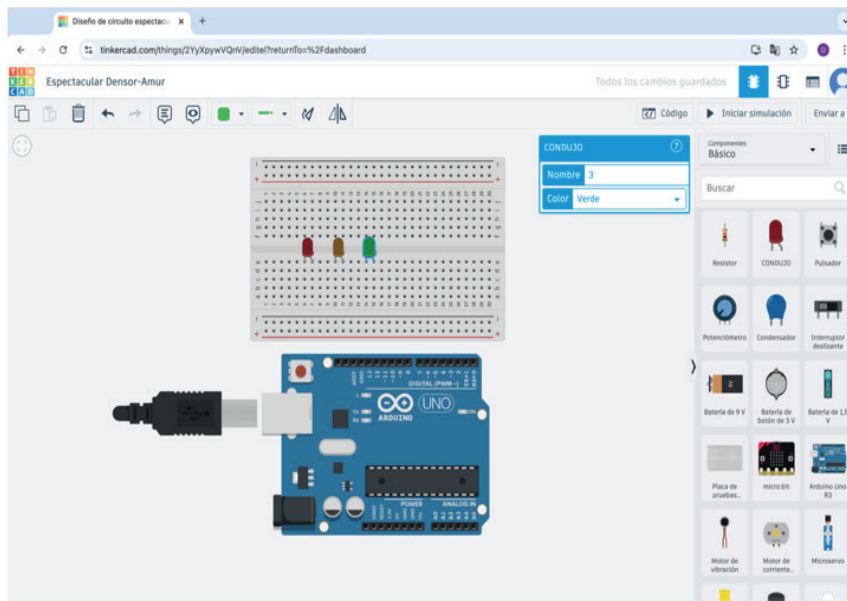 Diseño de circuito espectacu
tinkercad.com/things/2YyXpywVQnV/editel?returnTo=%2Fdashboard
TIN
KER
CAD
Espectacular Densor-Amur
Todos los cambios guardados
Código
Iniciar simulación
Enviar a
CONDUJO
Nombre 3
Color Verde
Componentes
Básico
Buscar
Resistor
CONDUJO
Pulsador
Potenciómetro
Condensador
Interruptor
deslizante
Batería de 9 V
Batería de
botón de 3 V
Batería de 1,5
V
Placa de
pruebas...
micro:bit
Arduino Uno
R3
Motor de
vibración
Motor de
corriente...
Microservo
DIGITAL (PWM~)
UNO
ARDUINO
ON
POWER
ANALOG IN